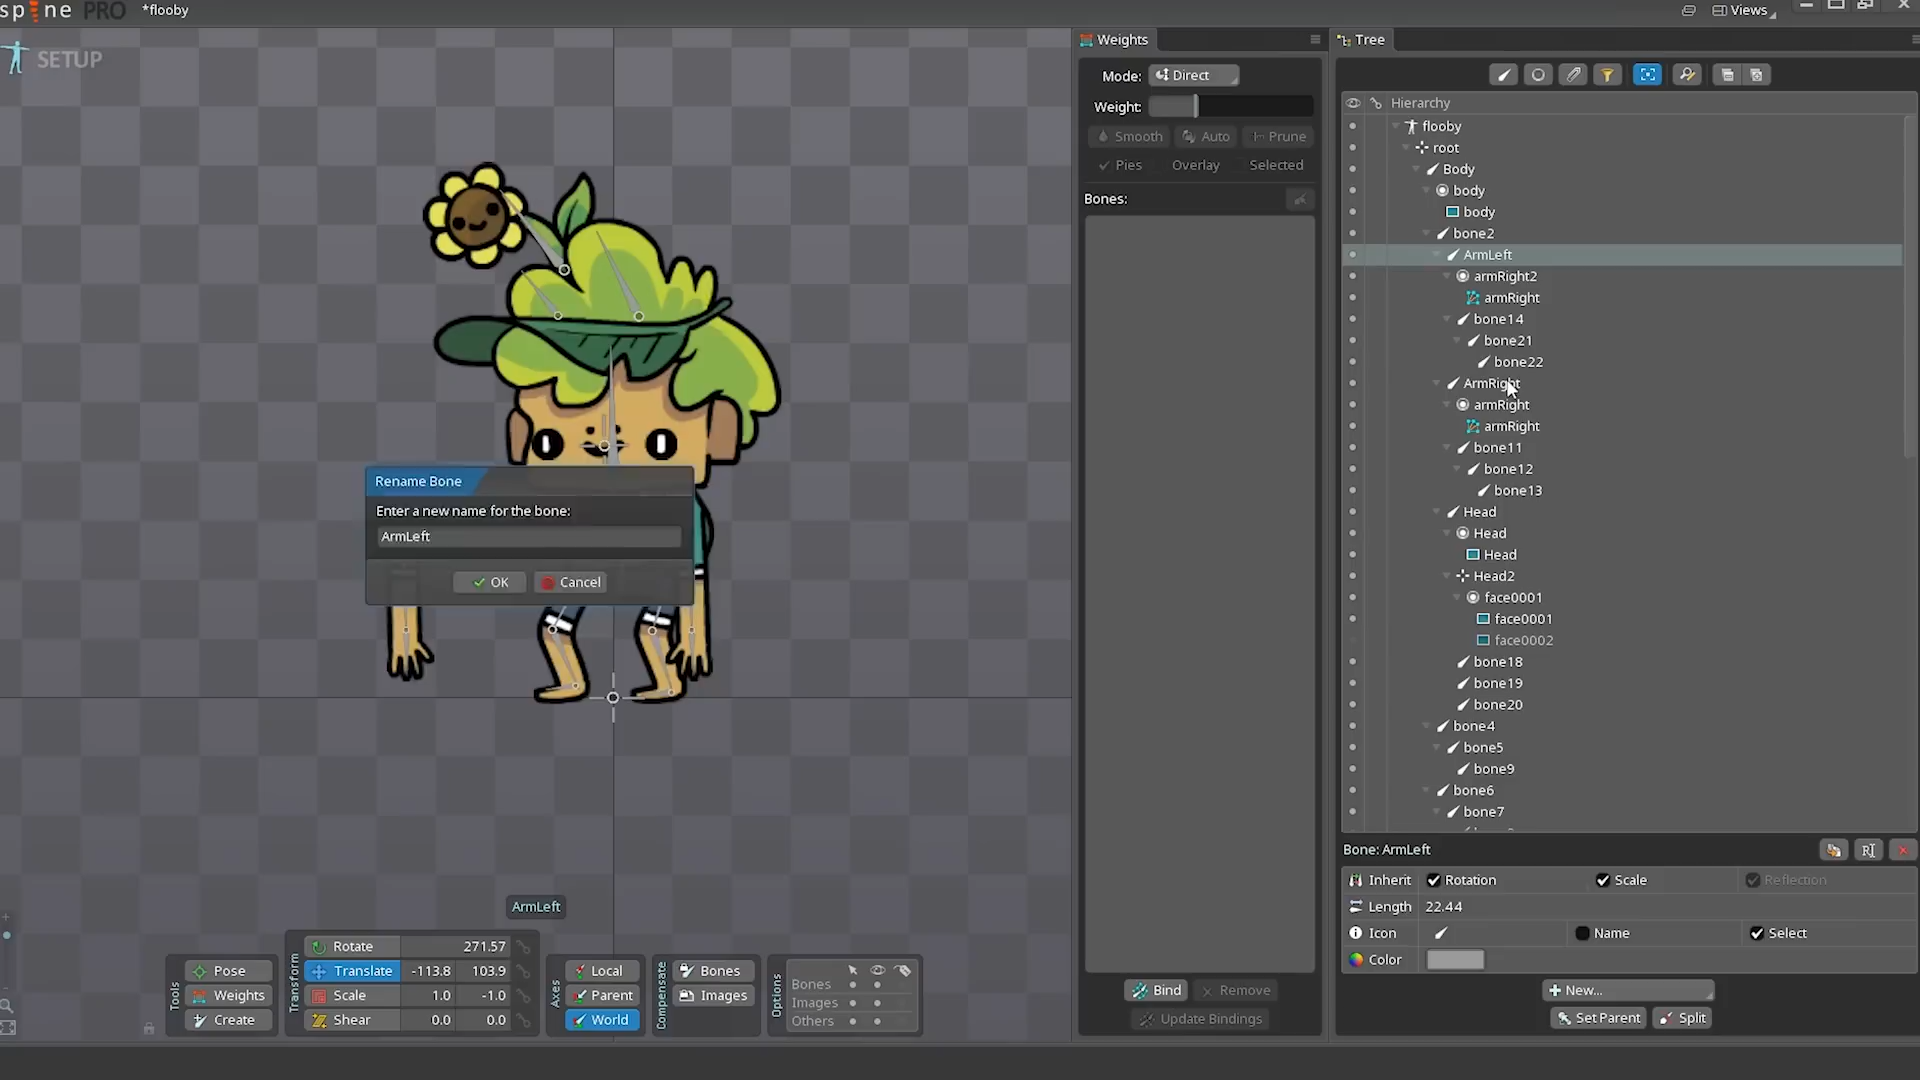 spine PRO *flooby
Views
SETUP
Rename Bone
Enter a new name for the bone:
ArmLeft
OK Cancel
ArmLeft
Tools
Pose
Weights
Create
Transform
Rotate 271.57
Translate -113.8 103.9
Scale 1.0 -1.0
Shear 0.0 0.0
Axes
Local
Parent
World
Compensate
Bones
Images
Options
Bones
Images
Others
Weights
Mode: Direct
Weight:
Smooth Auto Prune
Pies Overlay Selected
Bones:
Bind Remove
Update Bindings
Tree
Hierarchy
flooby
root
Body
body
body
bone2
ArmLeft
armRight2
armRight
bone14
bone21
bone22
ArmRight
armRight
armRight
bone11
bone12
bone13
Head
Head
Head
Head2
face0001
face0001
face0002
bone18
bone19
bone20
bone4
bone5
bone9
bone6
bone7
Bone: ArmLeft
Inherit Rotation Scale Reflection
Length 22.44
Icon Name Select
Color
New...
Set Parent Split